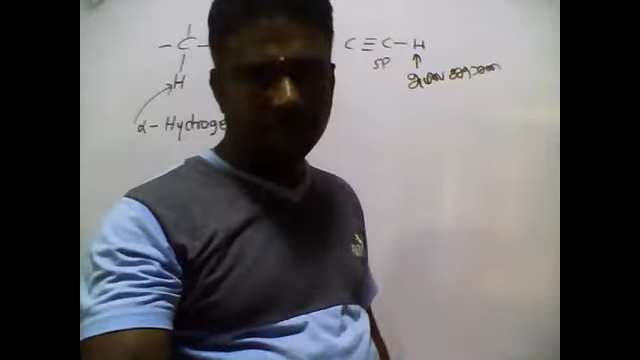 – C –
H
α – Hydroge
C ≡ C – H
SP